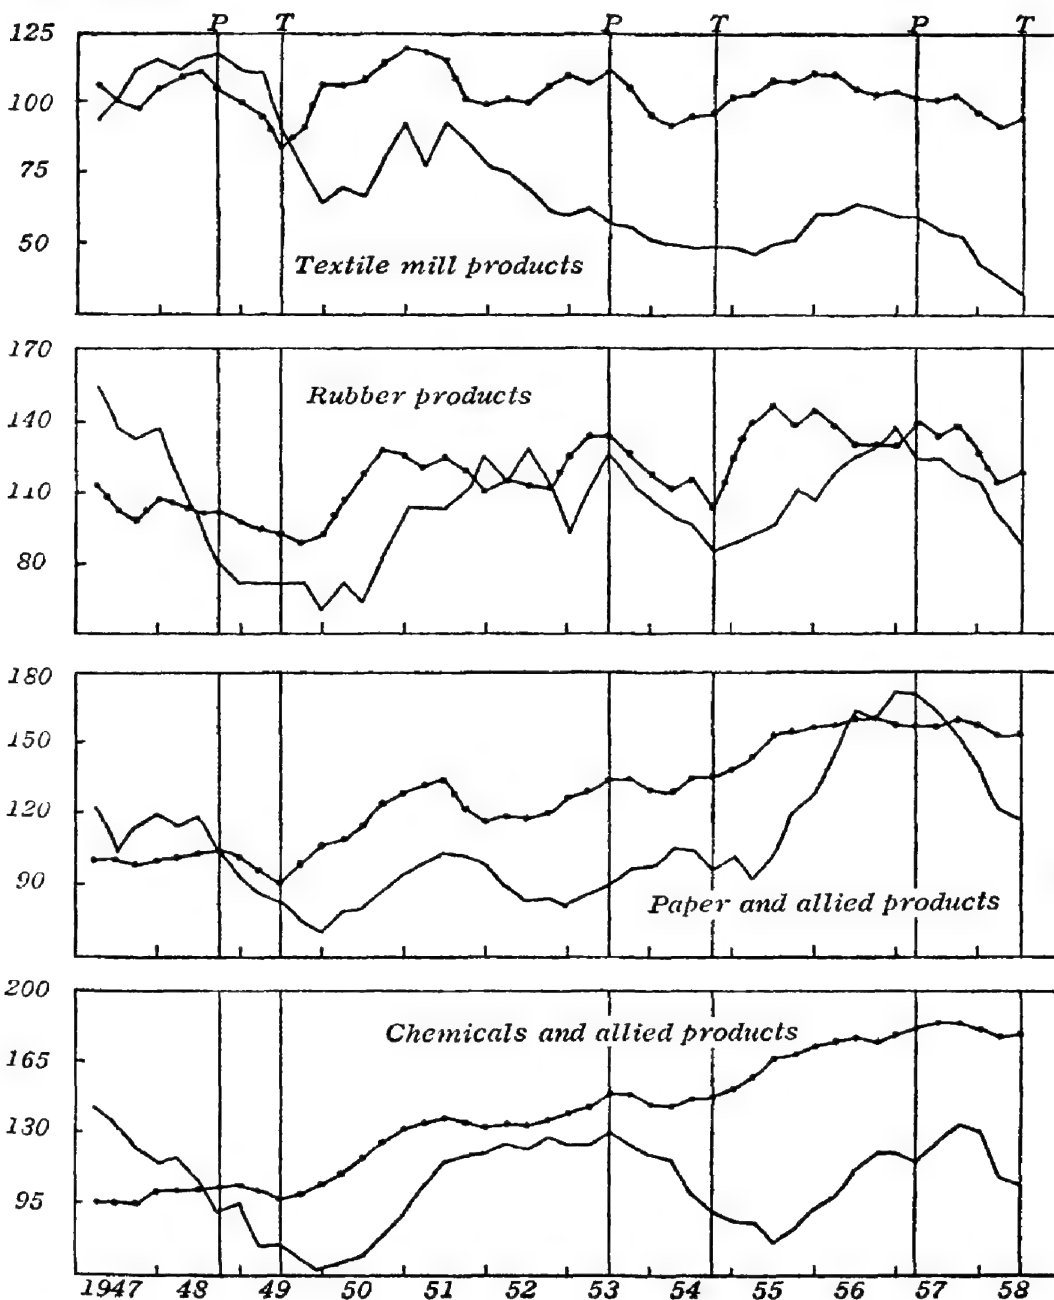 P T P T P T
125
100
75
50
Textile mill products
170
140
110
80
Rubber products
180
150
120
90
Paper and allied products
200
165
130
95
Chemicals and allied products
1947 48 49 50 51 52 53 54 55 56 57 58